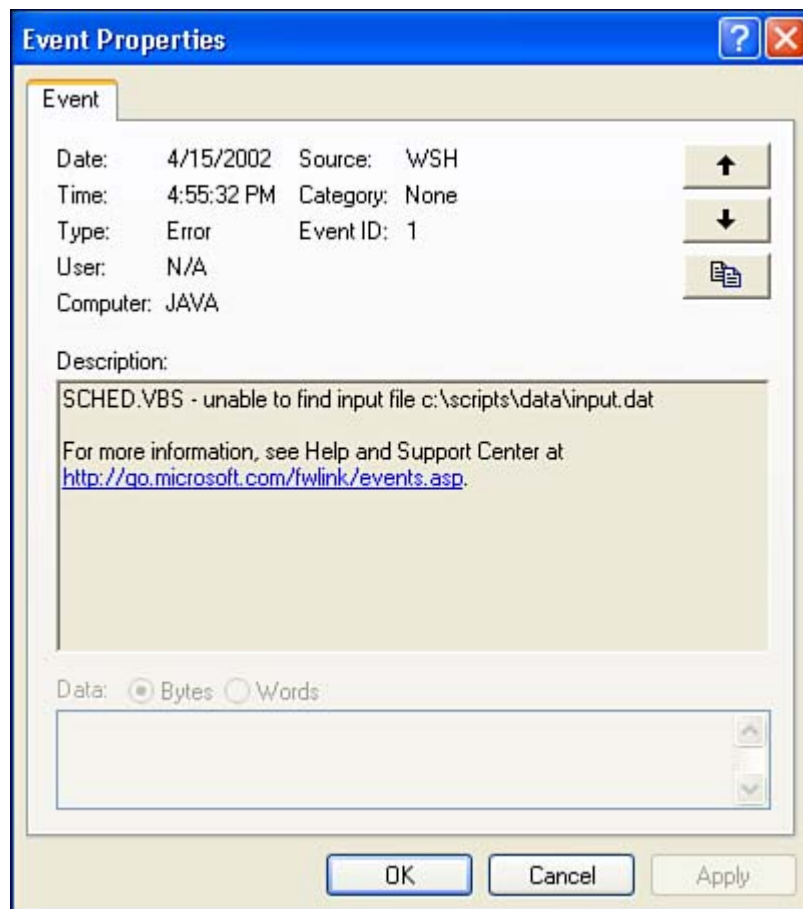 Event Properties
Event
Date: 4/15/2002 Source: WSH
Time: 4:55:32 PM Category: None
Type: Error Event ID: 1
User: N/A
Computer: JAVA
Description:
SCHED.VBS - unable to find input file c:\scripts\data\input.dat
For more information, see Help and Support Center at
http://go.microsoft.com/fwlink/events.asp.
Data: Bytes Words
OK Cancel Apply